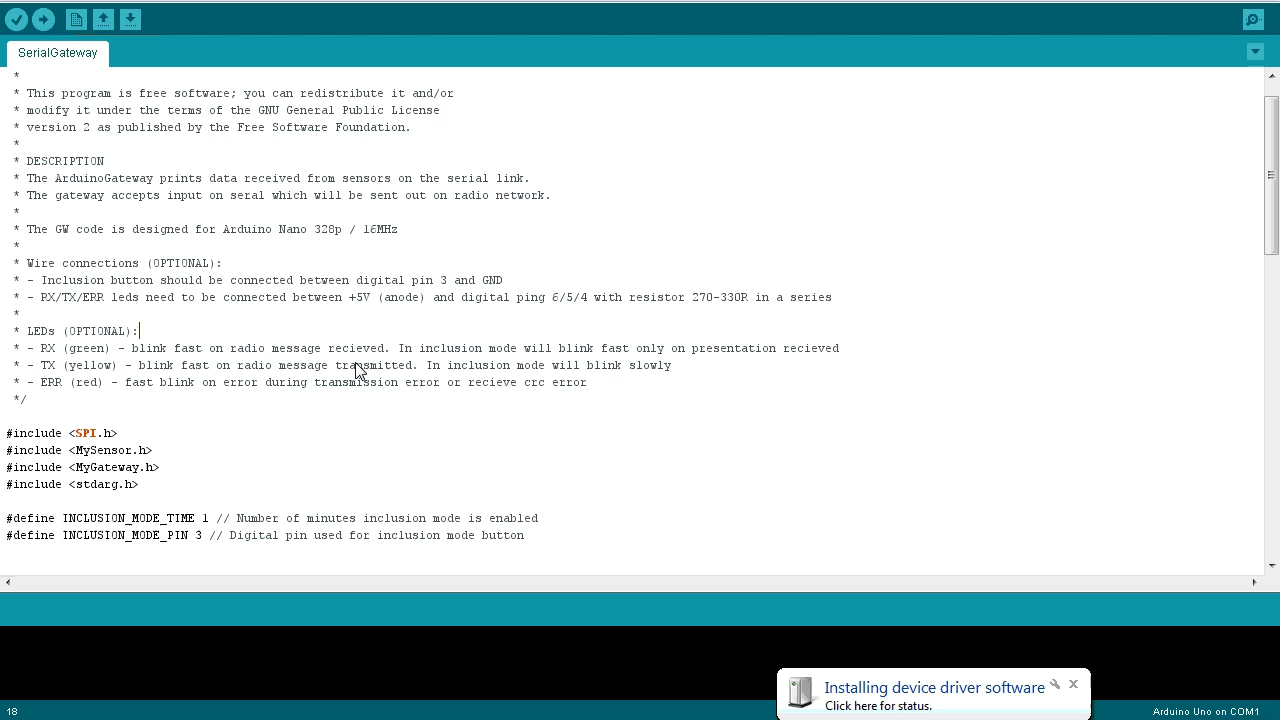 SerialGateway
*
* This program is free software; you can redistribute it and/or
* modify it under the terms of the GNU General Public License
* version 2 as published by the Free Software Foundation.
*
* DESCRIPTION
* The ArduinoGateway prints data received from sensors on the serial link.
* The gateway accepts input on seral which will be sent out on radio network.
*
* The GW code is designed for Arduino Nano 328p / 16MHz
*
* Wire connections (OPTIONAL):
* - Inclusion button should be connected between digital pin 3 and GND
* - RX/TX/ERR leds need to be connected between +5V (anode) and digital ping 6/5/4 with resistor 270-330R in a series
*
* LEDs (OPTIONAL):
* - RX (green) - blink fast on radio message recieved. In inclusion mode will blink fast only on presentation recieved
* - TX (yellow) - blink fast on radio message transmitted. In inclusion mode will blink slowly
* - ERR (red) - fast blink on error during transmission error or recieve crc error
*/
#include <SPI.h>
#include <MySensor.h>
#include <MyGateway.h>
#include <stdarg.h>
#define INCLUSION_MODE_TIME 1 // Number of minutes inclusion mode is enabled
#define INCLUSION_MODE_PIN 3 // Digital pin used for inclusion mode button
Installing device driver software
Click here for status.
18
Arduino Uno on COM1